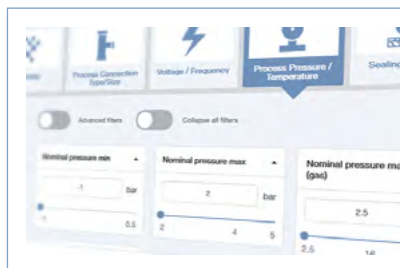 Process Connection
Type/Size
Voltage / Frequency
Process Pressure /
Temperature
Sealing
Advanced filters
Collapse all filters
Nominal pressure min
-1
bar
-1
0.5
Nominal pressure max
2
bar
2
4
5
Nominal pressure ma
(gas)
2.5
2.5
16